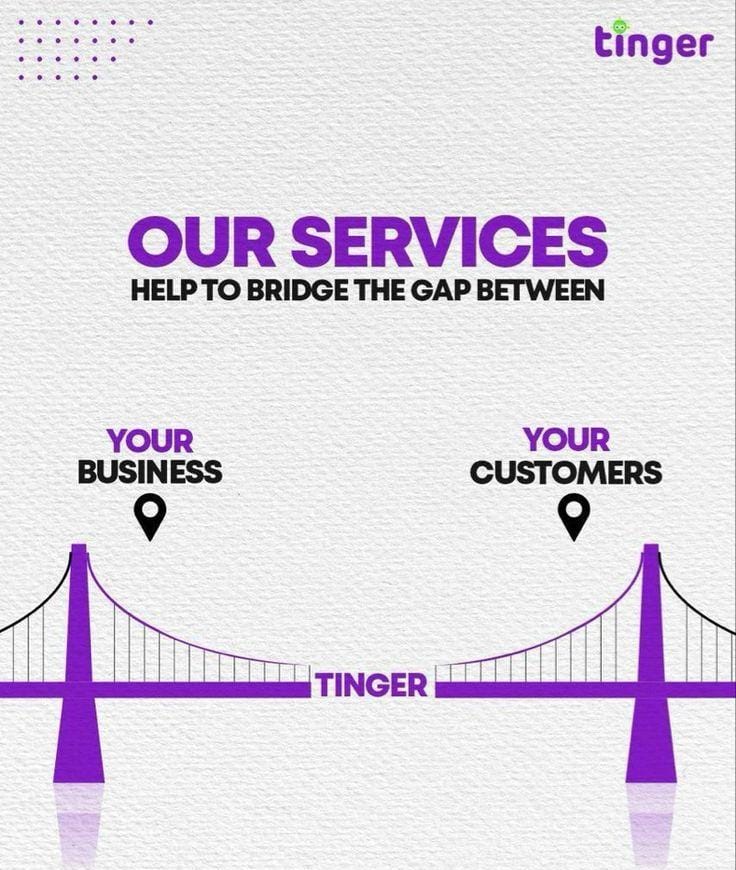 tinger
OUR SERVICES
HELP TO BRIDGE THE GAP BETWEEN
YOUR
BUSINESS
YOUR
CUSTOMERS
TINGER